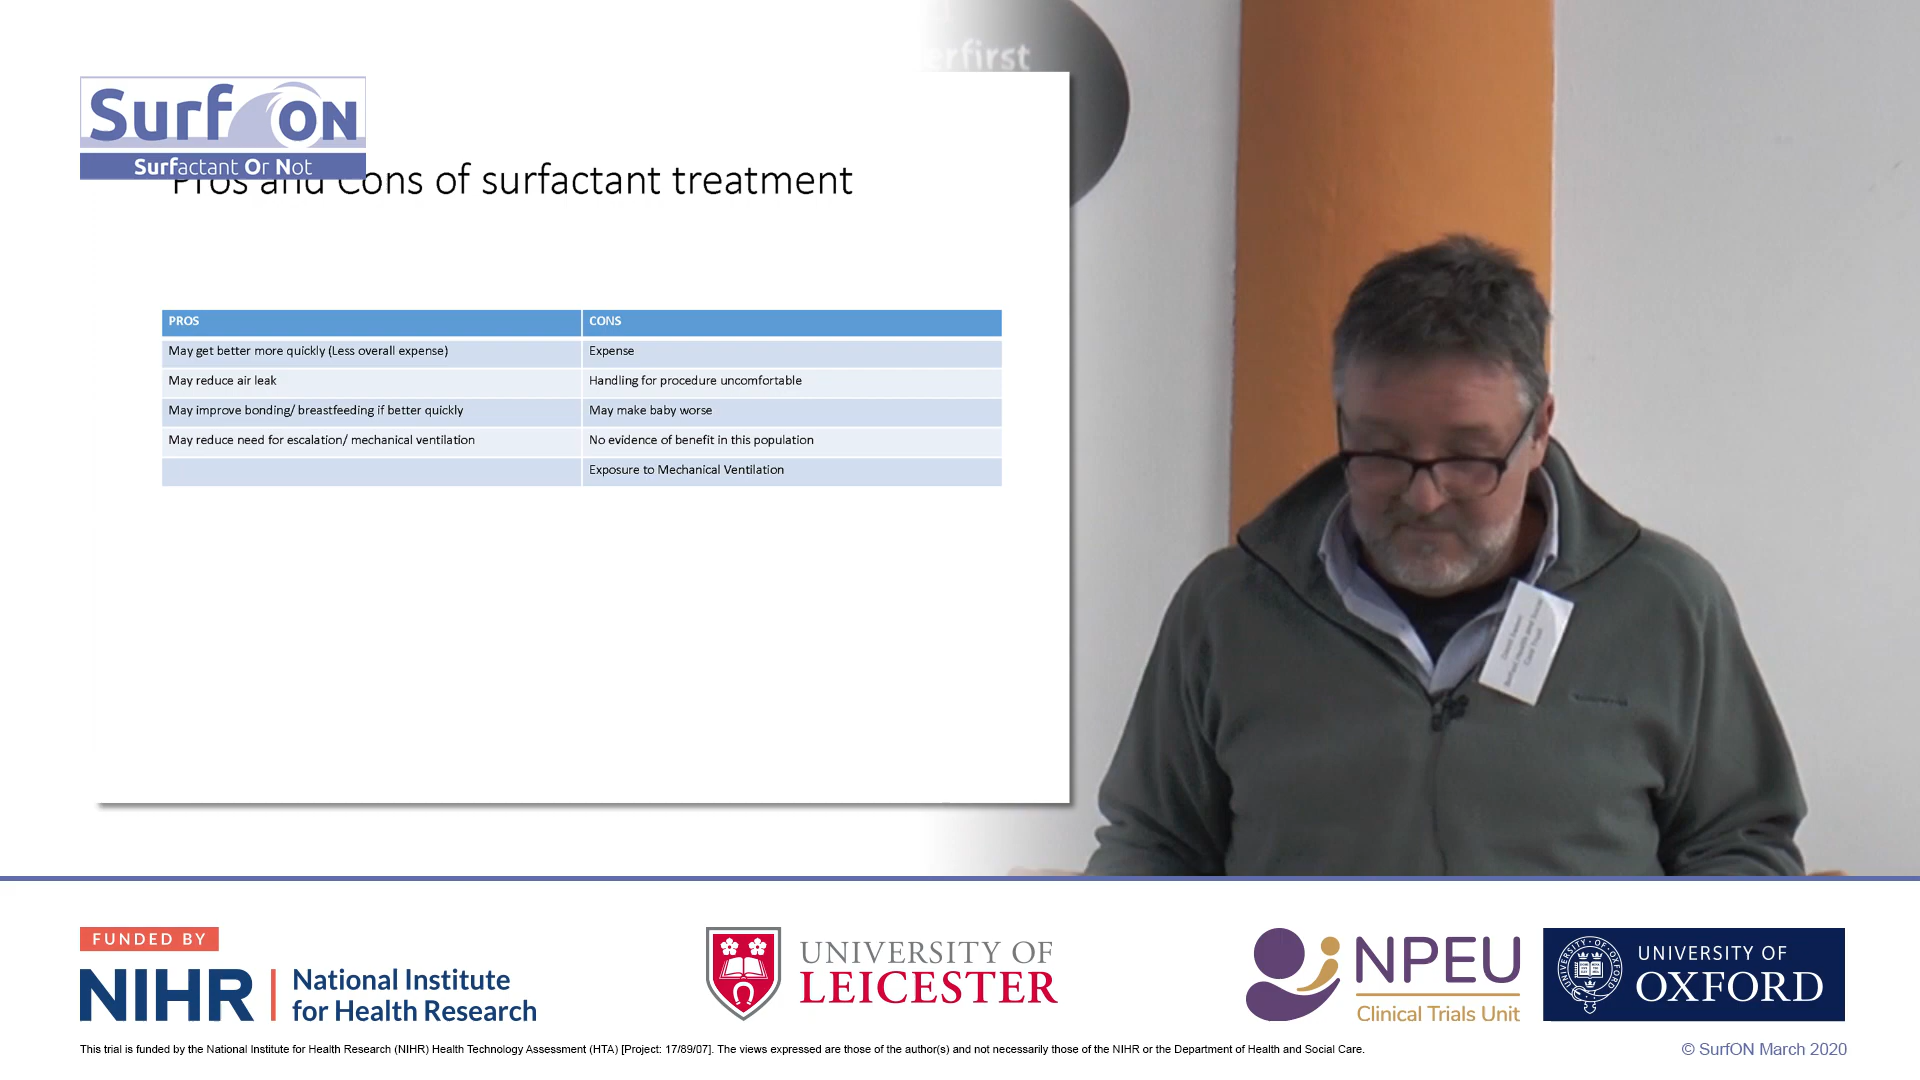 erfirst
Surf ON
Surfactant Or Not
Pros and Cons of surfactant treatment
PROS
CONS
May get better more quickly (Less overall expense)
Expense
May reduce air leak
Handling for procedure uncomfortable
May improve bonding/ breastfeeding if better quickly
May make baby worse
May reduce need for escalation/ mechanical ventilation
No evidence of benefit in this population
Exposure to Mechanical Ventilation
FUNDED BY
NIHR
National Institute
for Health Research
UNIVERSITY OF
LEICESTER
NPEU
Clinical Trials Unit
UNIVERSITY OF
OXFORD
This trial is funded by the National Institute for Health Research (NIHR) Health Technology Assessment (HTA) [Project: 17/89/07]. The views expressed are those of the author(s) and not necessarily those of the NIHR or the Department of Health and Social Care.
© SurfON March 2020